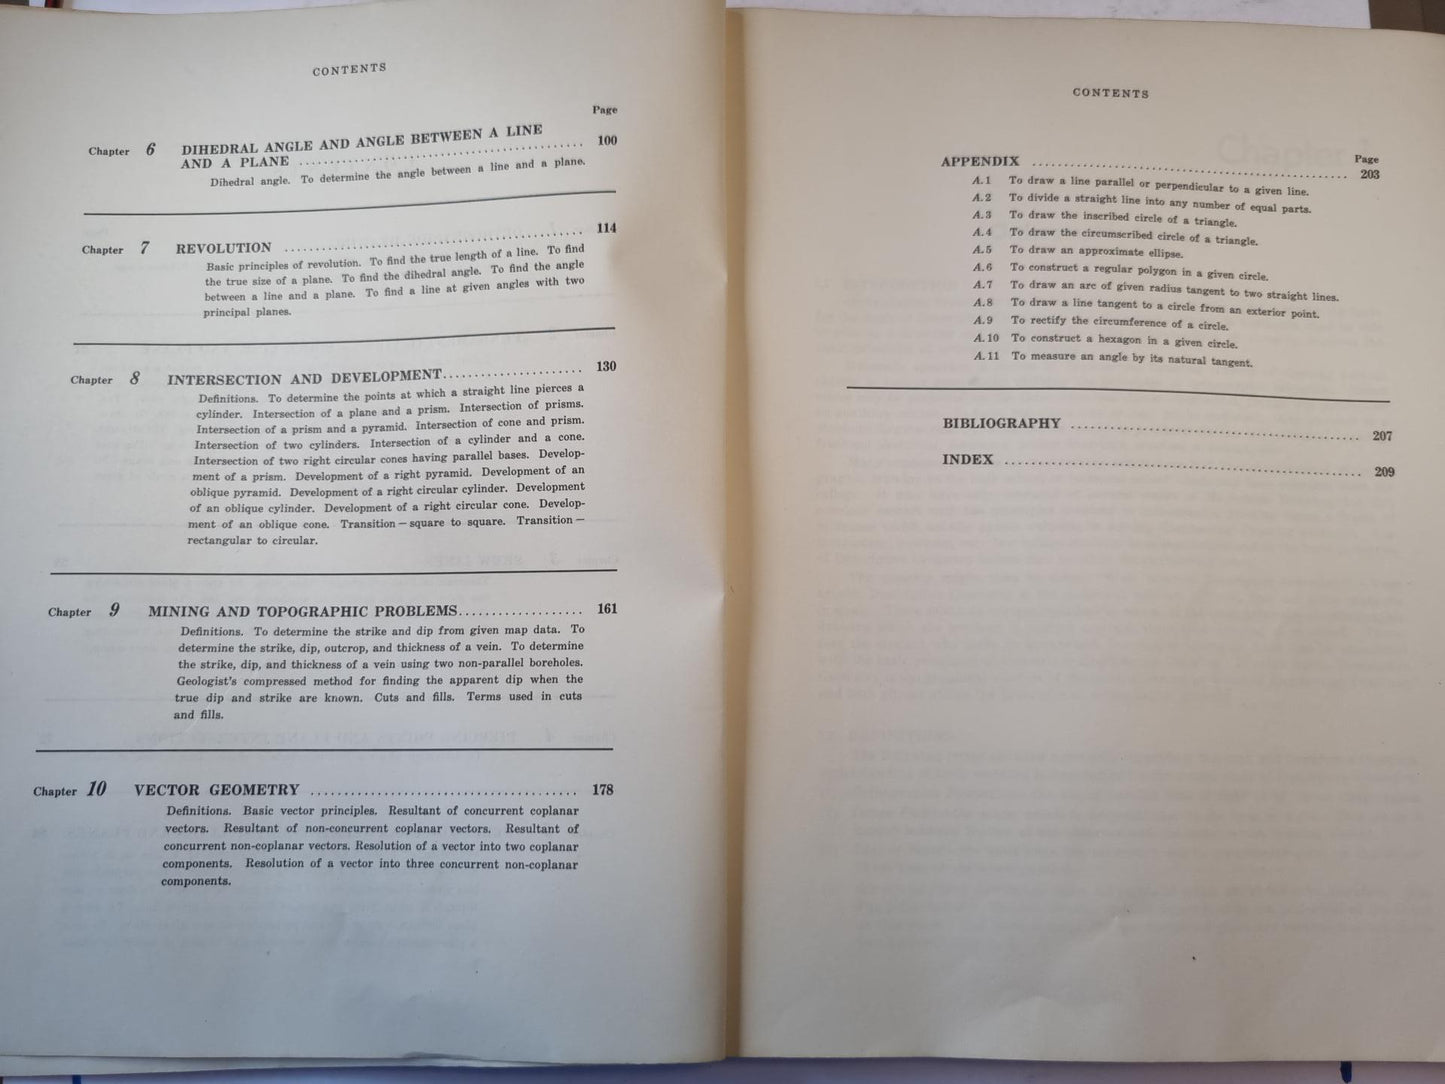 CONTENTS
Page
Chapter 6 DIHEDRAL ANGLE AND ANGLE BETWEEN A LINE
AND A PLANE ........................................ 100
Dihedral angle. To determine the angle between a line and a plane.
Chapter 7 REVOLUTION ........................................ 114
Basic principles of revolution. To find the true length of a line. To find
the true size of a plane. To find the dihedral angle. To find the angle
between a line and a plane. To find a line at given angles with two
principal planes.
Chapter 8 INTERSECTION AND DEVELOPMENT..................... 130
Definitions. To determine the points at which a straight line pierces a
cylinder. Intersection of a plane and a prism. Intersection of prisms.
Intersection of a prism and a pyramid. Intersection of cone and prism.
Intersection of two cylinders. Intersection of a cylinder and a cone.
Intersection of two right circular cones having parallel bases. Develop-
ment of a prism. Development of a right pyramid. Development of an
oblique pyramid. Development of a right circular cylinder. Development
of an oblique cylinder. Development of a right circular cone. Develop-
ment of an oblique cone. Transition — square to square. Transition —
rectangular to circular.
Chapter 9 MINING AND TOPOGRAPHIC PROBLEMS................... 161
Definitions. To determine the strike and dip from given map data. To
determine the strike, dip, outcrop, and thickness of a vein. To determine
the strike, dip, and thickness of a vein using two non-parallel boreholes.
Geologist's compressed method for finding the apparent dip when the
true dip and strike are known. Cuts and fills. Terms used in cuts
and fills.
Chapter 10 VECTOR GEOMETRY ........................................ 178
Definitions. Basic vector principles. Resultant of concurrent coplanar
vectors. Resultant of non-concurrent coplanar vectors. Resultant of
concurrent non-coplanar vectors. Resolution of a vector into two coplanar
components. Resolution of a vector into three concurrent non-coplanar
components.
CONTENTS
Page
APPENDIX ........................................ 203
A.1 To draw a line parallel or perpendicular to a given line.
A.2 To divide a straight line into any number of equal parts.
A.3 To draw the inscribed circle of a triangle.
A.4 To draw the circumscribed circle of a triangle.
A.5 To draw an approximate ellipse.
A.6 To construct a regular polygon in a given circle.
A.7 To draw an arc of given radius tangent to two straight lines.
A.8 To draw a line tangent to a circle from an exterior point.
A.9 To rectify the circumference of a circle.
A.10 To construct a hexagon in a given circle.
A.11 To measure an angle by its natural tangent.
BIBLIOGRAPHY ........................................ 207
INDEX ........................................ 209